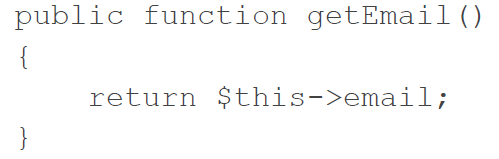 public function getEmail()
{
    return $this->email;
}